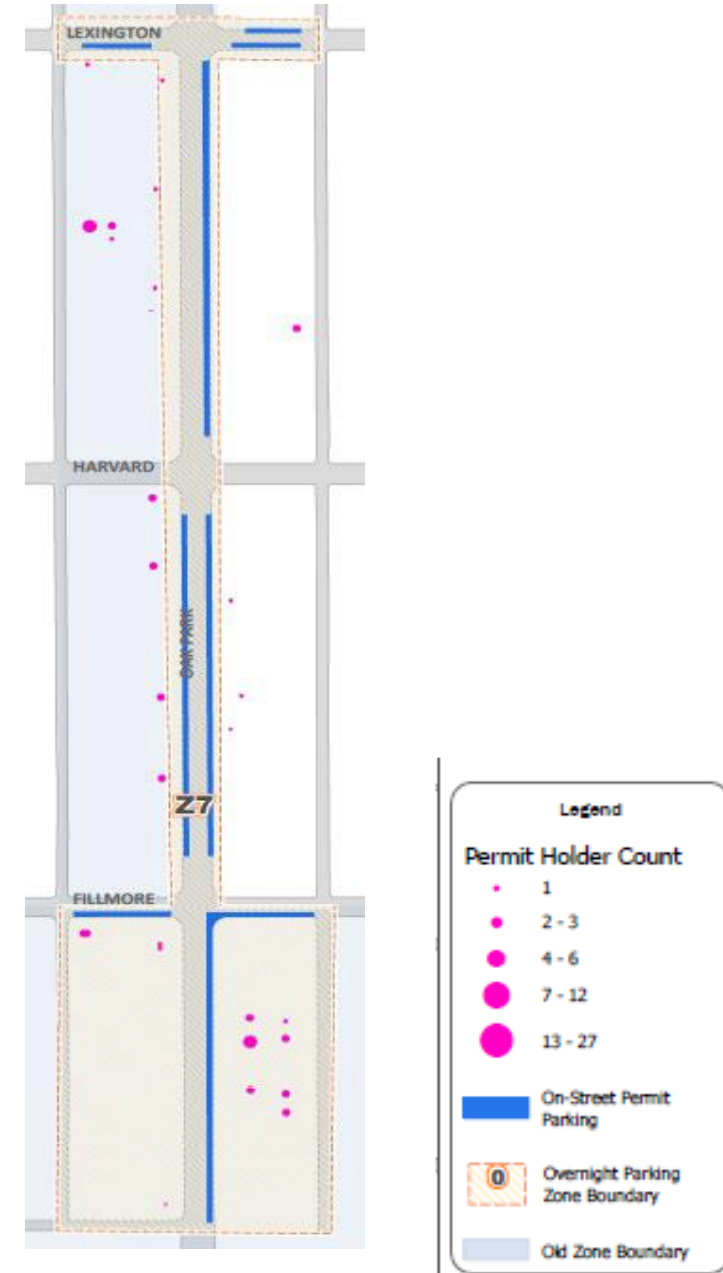 LEXINGTON
HARVARD
OAK PARK
Z7
FILLMORE
Legend
Permit Holder Count
1
2 - 3
4 - 6
7 - 12
13 - 27
On-Street Permit
Parking
0
Overnight Parking
Zone Boundary
Old Zone Boundary